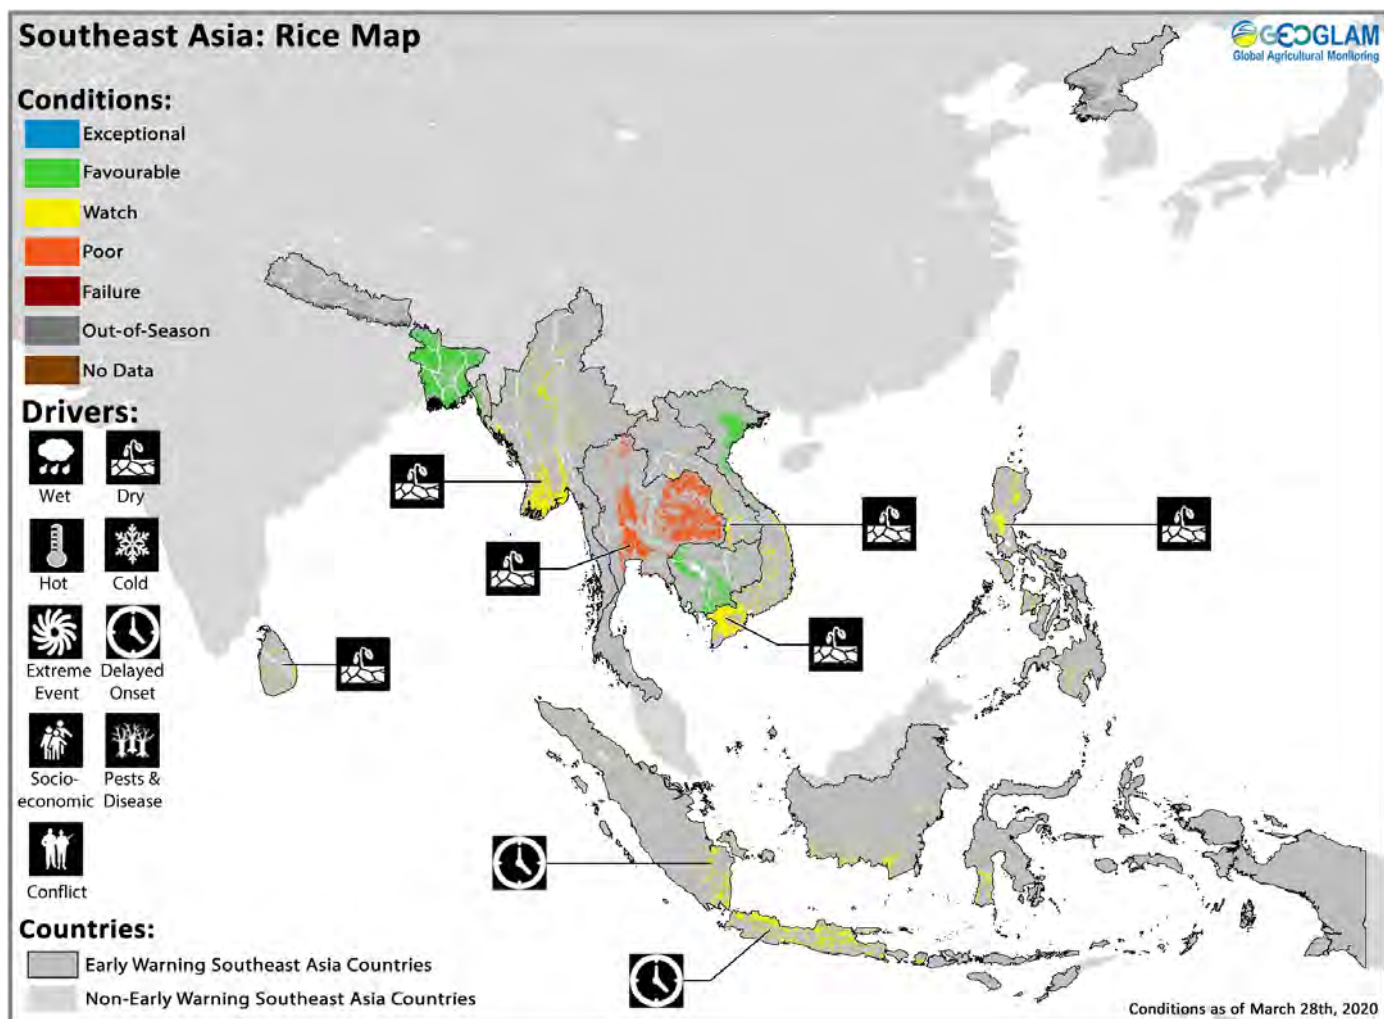 Southeast Asia: Rice Map
GEOGLAM
Global Agricultural Monitoring
Conditions:
Exceptional
Favourable
Watch
Poor
Failure
Out-of-Season
No Data
Drivers:
Wet
Dry
Hot
Cold
Extreme
Event
Delayed
Onset
Socio-
economic
Pests &
Disease
Conflict
Countries:
Early Warning Southeast Asia Countries
Non-Early Warning Southeast Asia Countries
Conditions as of March 28th, 2020